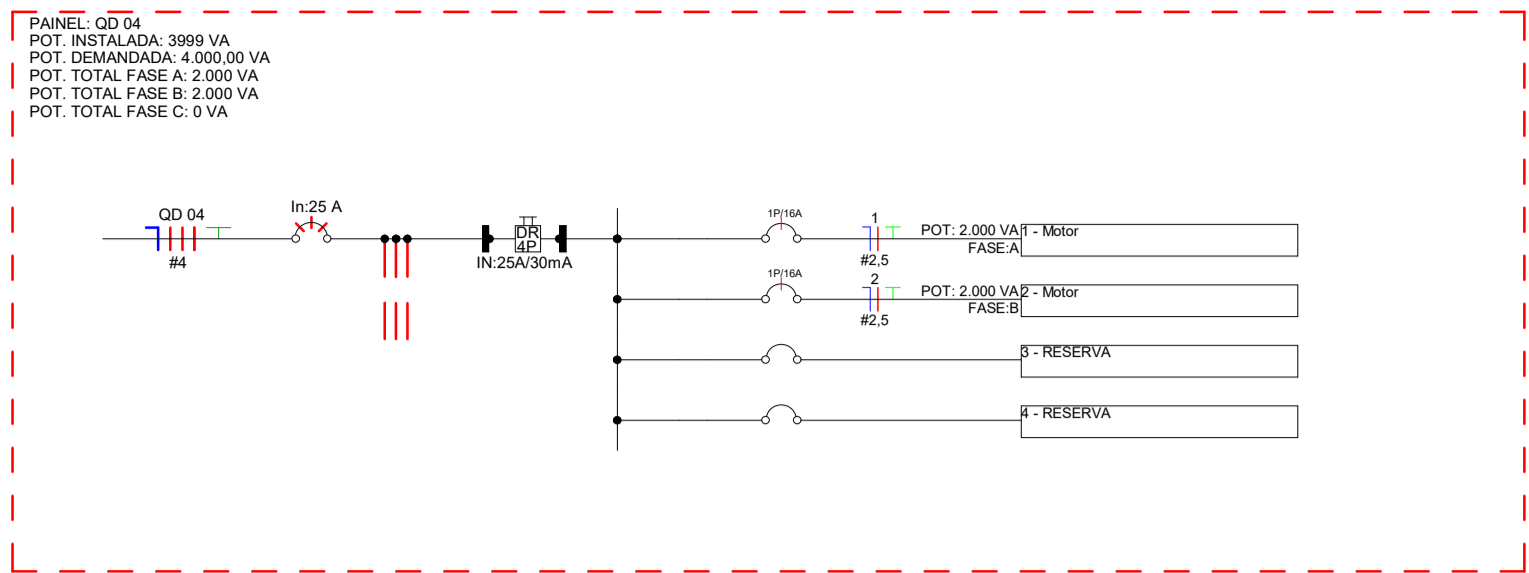 PAINEL: QD 04
POT. INSTALADA: 3999 VA
POT. DEMANDADA: 4.000,00 VA
POT. TOTAL FASE A: 2.000 VA
POT. TOTAL FASE B: 2.000 VA
POT. TOTAL FASE C: 0 VA
QD 04
#4
In:25 A
DR
4P
IN:25A/30mA
1P/16A
1
#2,5
POT: 2.000 VA
FASE:A
1 - Motor
1P/16A
2
#2,5
POT: 2.000 VA
FASE:B
2 - Motor
3 - RESERVA
4 - RESERVA